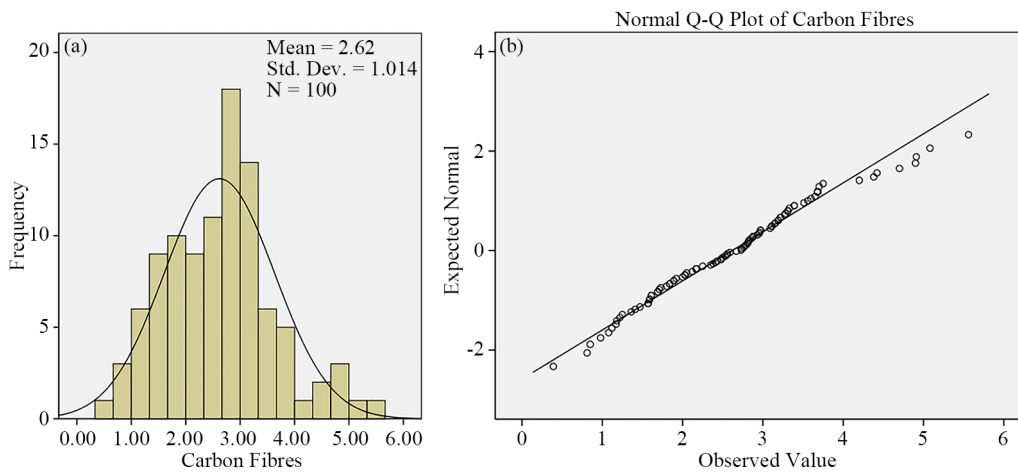 (a)
Mean = 2.62
Std. Dev. = 1.014
N = 100
20
15
10
5
0
Frequency
0.00 1.00 2.00 3.00 4.00 5.00 6.00
Carbon Fibres
Normal Q-Q Plot of Carbon Fibres
(b)
4
2
0
-2
Expected Normal
0 1 2 3 4 5 6
Observed Value